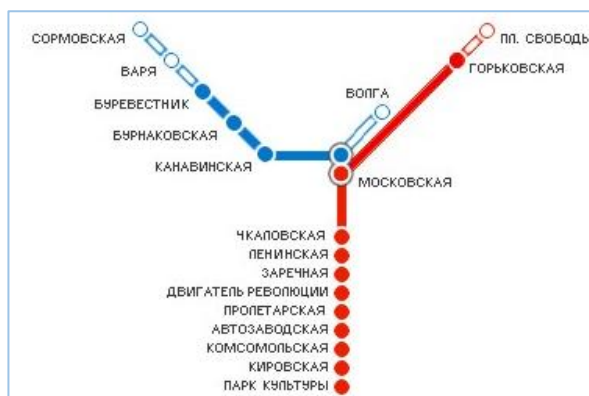 СОРМОВСКАЯ
ВАРЯ
БУРЕВЕСТНИК
БУРНАКОВСКАЯ
КАНАВИНСКАЯ
ВОЛГА
ПЛ. СВОБОДЫ
ГОРЬКОВСКАЯ
МОСКОВСКАЯ
ЧКАЛОВСКАЯ
ЛЕНИНСКАЯ
ЗАРЕЧНАЯ
ДВИГАТЕЛЬ РЕВОЛЮЦИИ
ПРОЛЕТАРСКАЯ
АВТОЗАВОДСКАЯ
КОМСОМОЛЬСКАЯ
КИРОВСКАЯ
ПАРК КУЛЬТУРЫ